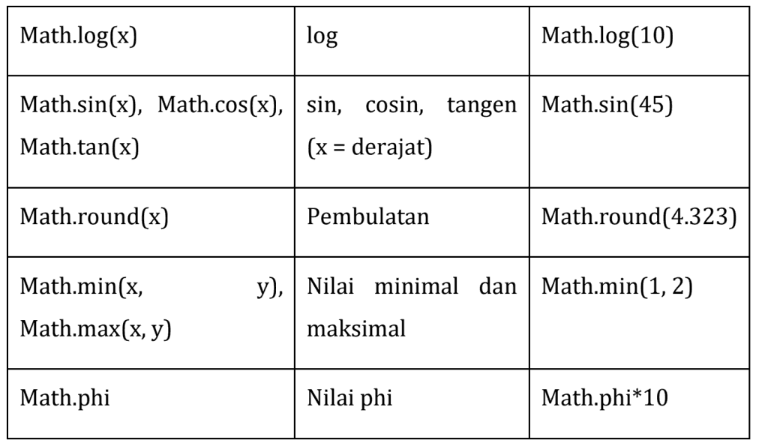 Math.log(x) log Math.log(10)
Math.sin(x), Math.cos(x), sin, cosin, tangen Math.sin(45)
Math.tan(x) (x = derajat)
Math.round(x) Pembulatan Math.round(4.323)
Math.min(x, y), Nilai minimal dan Math.min(1, 2)
Math.max(x, y) maksimal
Math.phi Nilai phi Math.phi*10